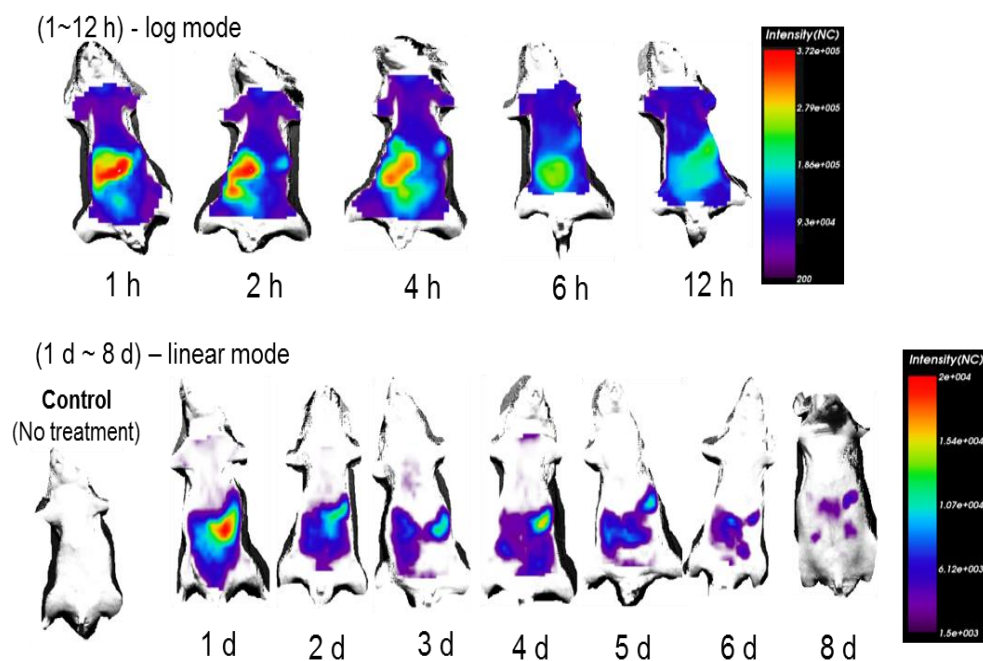 (1~12 h) - log mode
Intensity(NC)
3.72e+005
2.79e+005
1.86e+005
9.3e+004
200
1 h
2 h
4 h
6 h
12 h
(1 d ~ 8 d) – linear mode
Control
(No treatment)
Intensity(NC)
2e+004
1.54e+004
1.07e+004
6.12e+003
1.5e+003
1 d
2 d
3 d
4 d
5 d
6 d
8 d